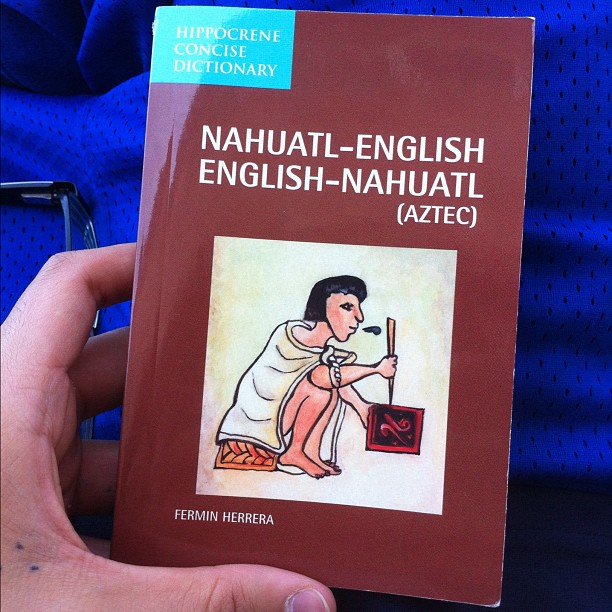 HIPPOCRENE
CONCISE
DICTIONARY
NAHUATL-ENGLISH
ENGLISH-NAHUATL
(AZTEC)
FERMIN HERRERA